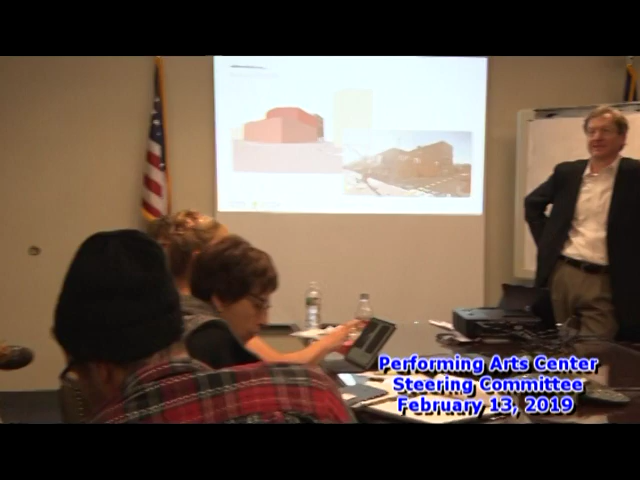 Performing Arts Center
Steering Committee
February 13, 2019